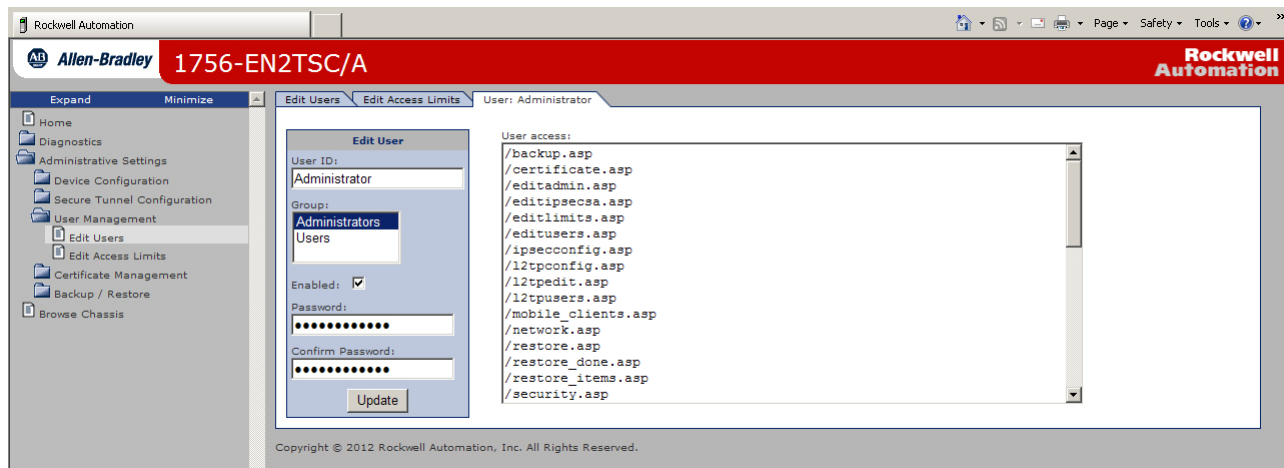 Rockwell Automation
Page Safety Tools »
AB Allen-Bradley 1756-EN2TSC/A Rockwell Automation
Expand Minimize
Home
Diagnostics
Administrative Settings
Device Configuration
Secure Tunnel Configuration
User Management
Edit Users
Edit Access Limits
Certificate Management
Backup / Restore
Browse Chassis
Edit Users Edit Access Limits User: Administrator
Edit User
User ID:
Administrator
Group:
Administrators
Users
Enabled:
Password:
••••••••••••
Confirm Password:
••••••••••••
Update
User access:
/backup.asp
/certificate.asp
/editadmin.asp
/editipsecsa.asp
/editlimits.asp
/editusers.asp
/ipsecconfig.asp
/l2tpconfig.asp
/l2tpedit.asp
/l2tpusers.asp
/mobile_clients.asp
/network.asp
/restore.asp
/restore_done.asp
/restore_items.asp
/security.asp
Copyright © 2012 Rockwell Automation, Inc. All Rights Reserved.